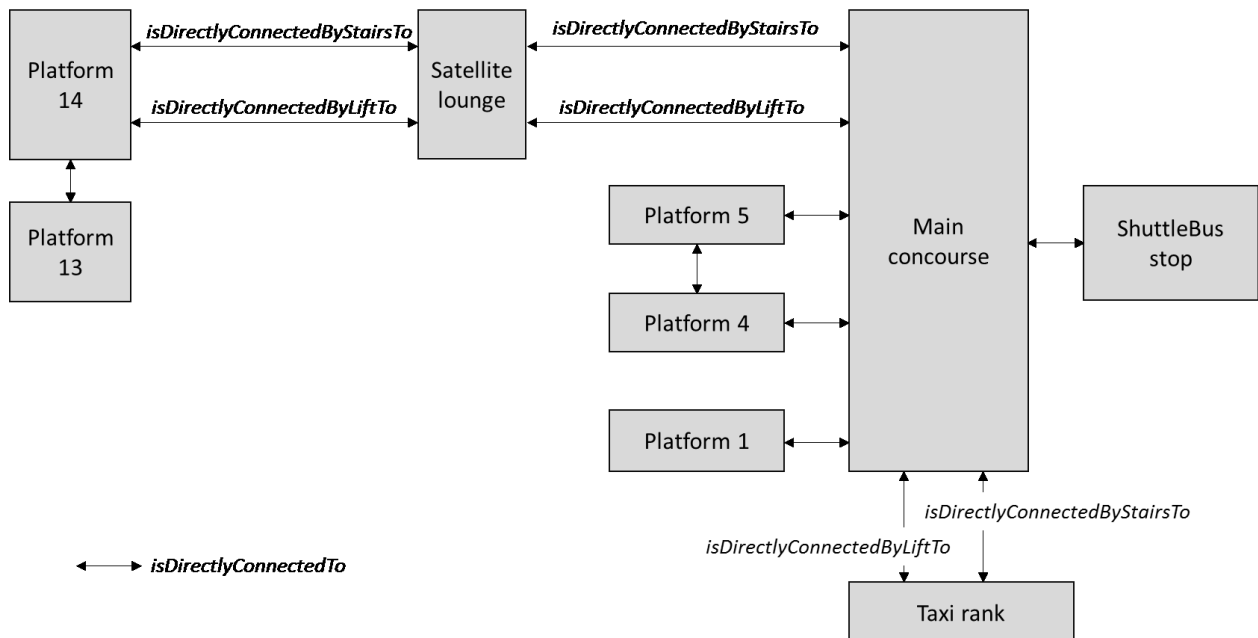 isDirectlyConnectedByStairsTo
isDirectlyConnectedByStairsTo
Platform
14
Satellite
lounge
isDirectlyConnectedByLiftTo
isDirectlyConnectedByLiftTo
Platform
13
Platform 5
Main
concourse
ShuttleBus
stop
Platform 4
Platform 1
isDirectlyConnectedByStairsTo
isDirectlyConnectedByLiftTo
isDirectlyConnectedTo
Taxi rank